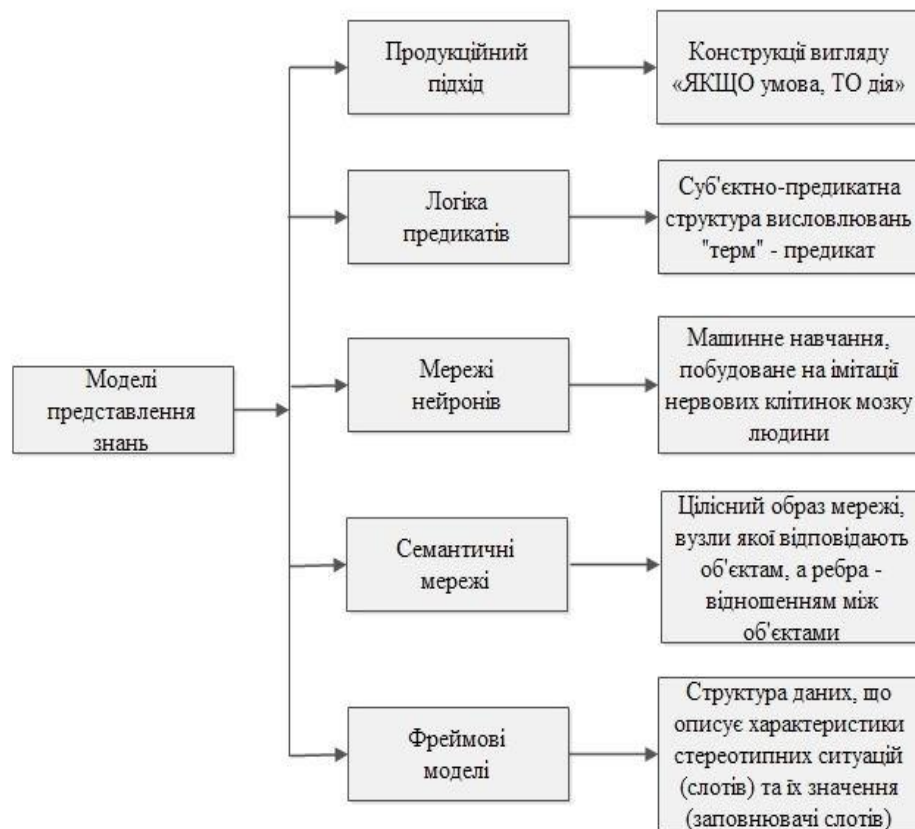 Моделі
представлення
знань
Продукційний
підхід
Конструкції вигляду
«ЯКЩО умова, ТО дія»
Логіка
предикатів
Суб'єктно-предикатна
структура висловлювань
"терм" - предикат
Мережі
нейронів
Машинне навчання,
побудоване на імітації
нервових клітинок мозку
людини
Семантичні
мережі
Цілісний образ мережі,
вузли якої відповідають
об'єктам, а ребра -
відношенням між
об'єктами
Фреймові
моделі
Структура даних, що
описує характеристики
стереотипних ситуацій
(слотів) та їх значення
(заповнювачі слотів)